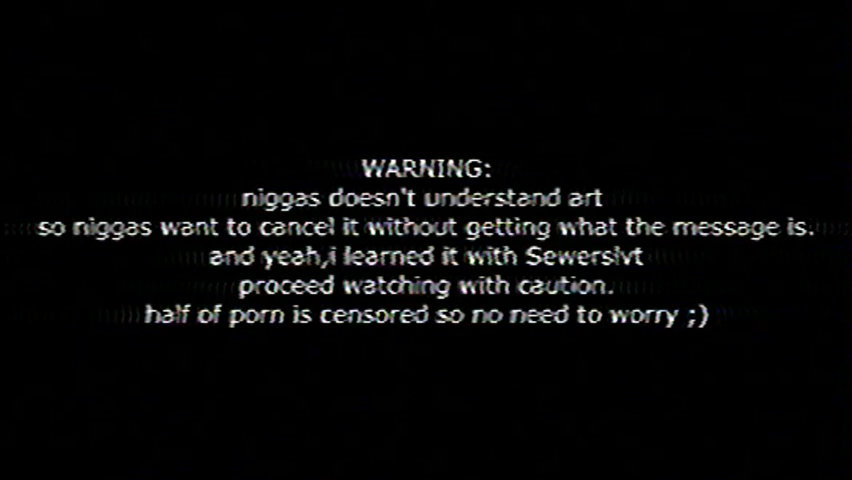 WARNING:
niggas doesn't understand art
so niggas want to cancel it without getting what the message is.
and yeah,i learned it with Sewerslvt
proceed watching with caution.
half of porn is censored so no need to worry ;)